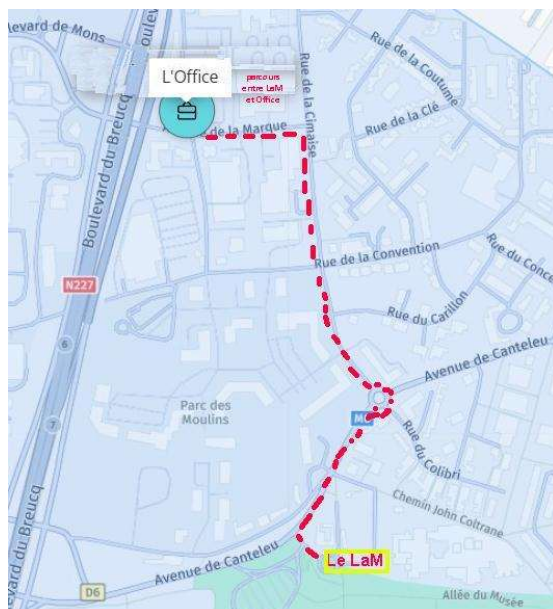 levard de Mons
L'Office
parcours
entre LaM
et Office
de la Marque
Rue de la Cimaise
Rue de la Coutume
Rue de la Clé
Boulevard du Breucq
Rue de la Convention
Rue du Conce
N227
Rue du Carillon
6
Avenue de Canteleu
Parc des
Moulins
7
Rue du Colibri
Chemin John Coltrane
levard du Breucq
Avenue de Canteleu
Le LaM
D6
Allée du Musée